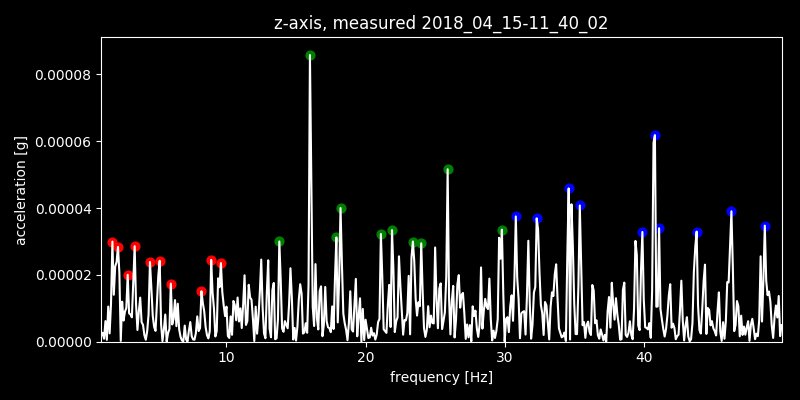 z-axis, measured 2018_04_15-11_40_02
0.00008
0.00006
0.00004
0.00002
0.00000
acceleration [g]
10 20 30 40
frequency [Hz]